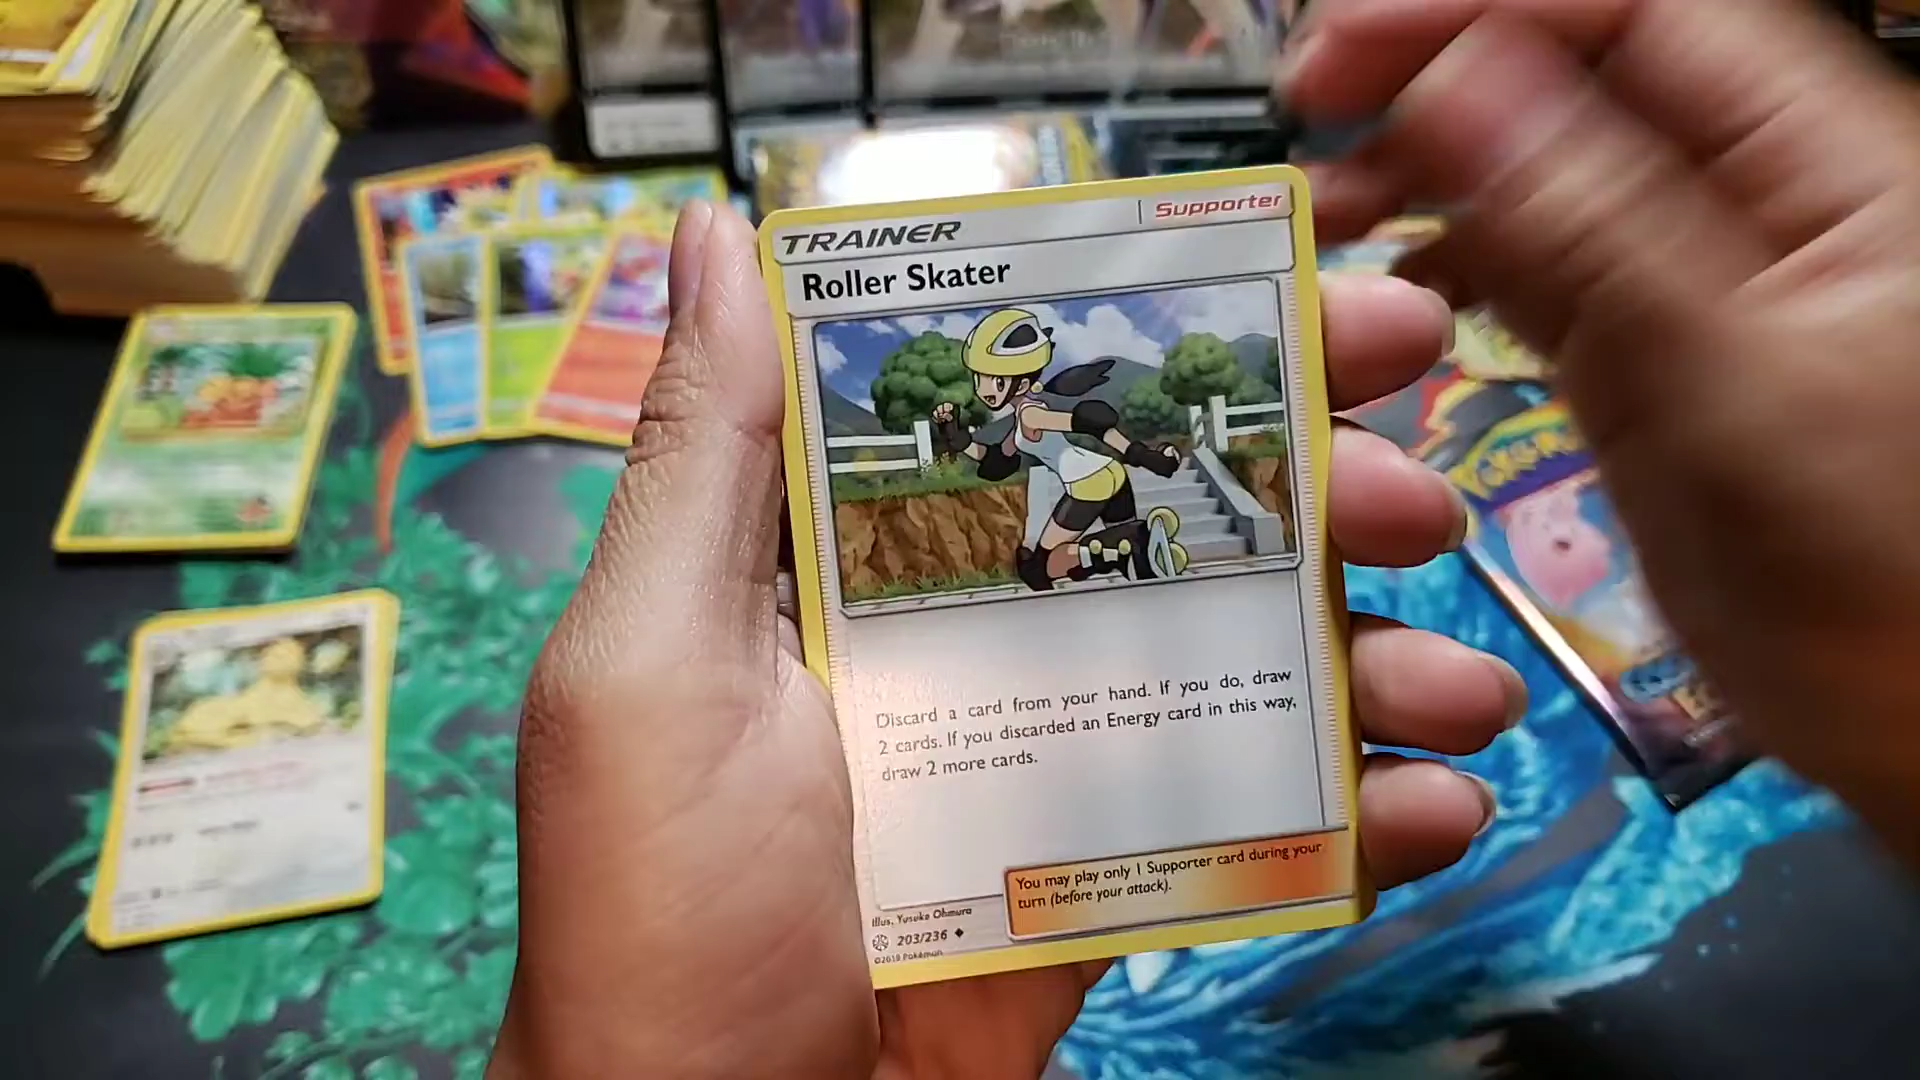 TRAINER
Supporter
Roller Skater
Discard a card from your hand. If you do, draw
2 cards. If you discarded an Energy card in this way,
draw 2 more cards.
You may play only 1 Supporter card during your
turn (before your attack).
Illus. Yusuke Ohmura
203/236
©2019 Pokémon
POKÉMON